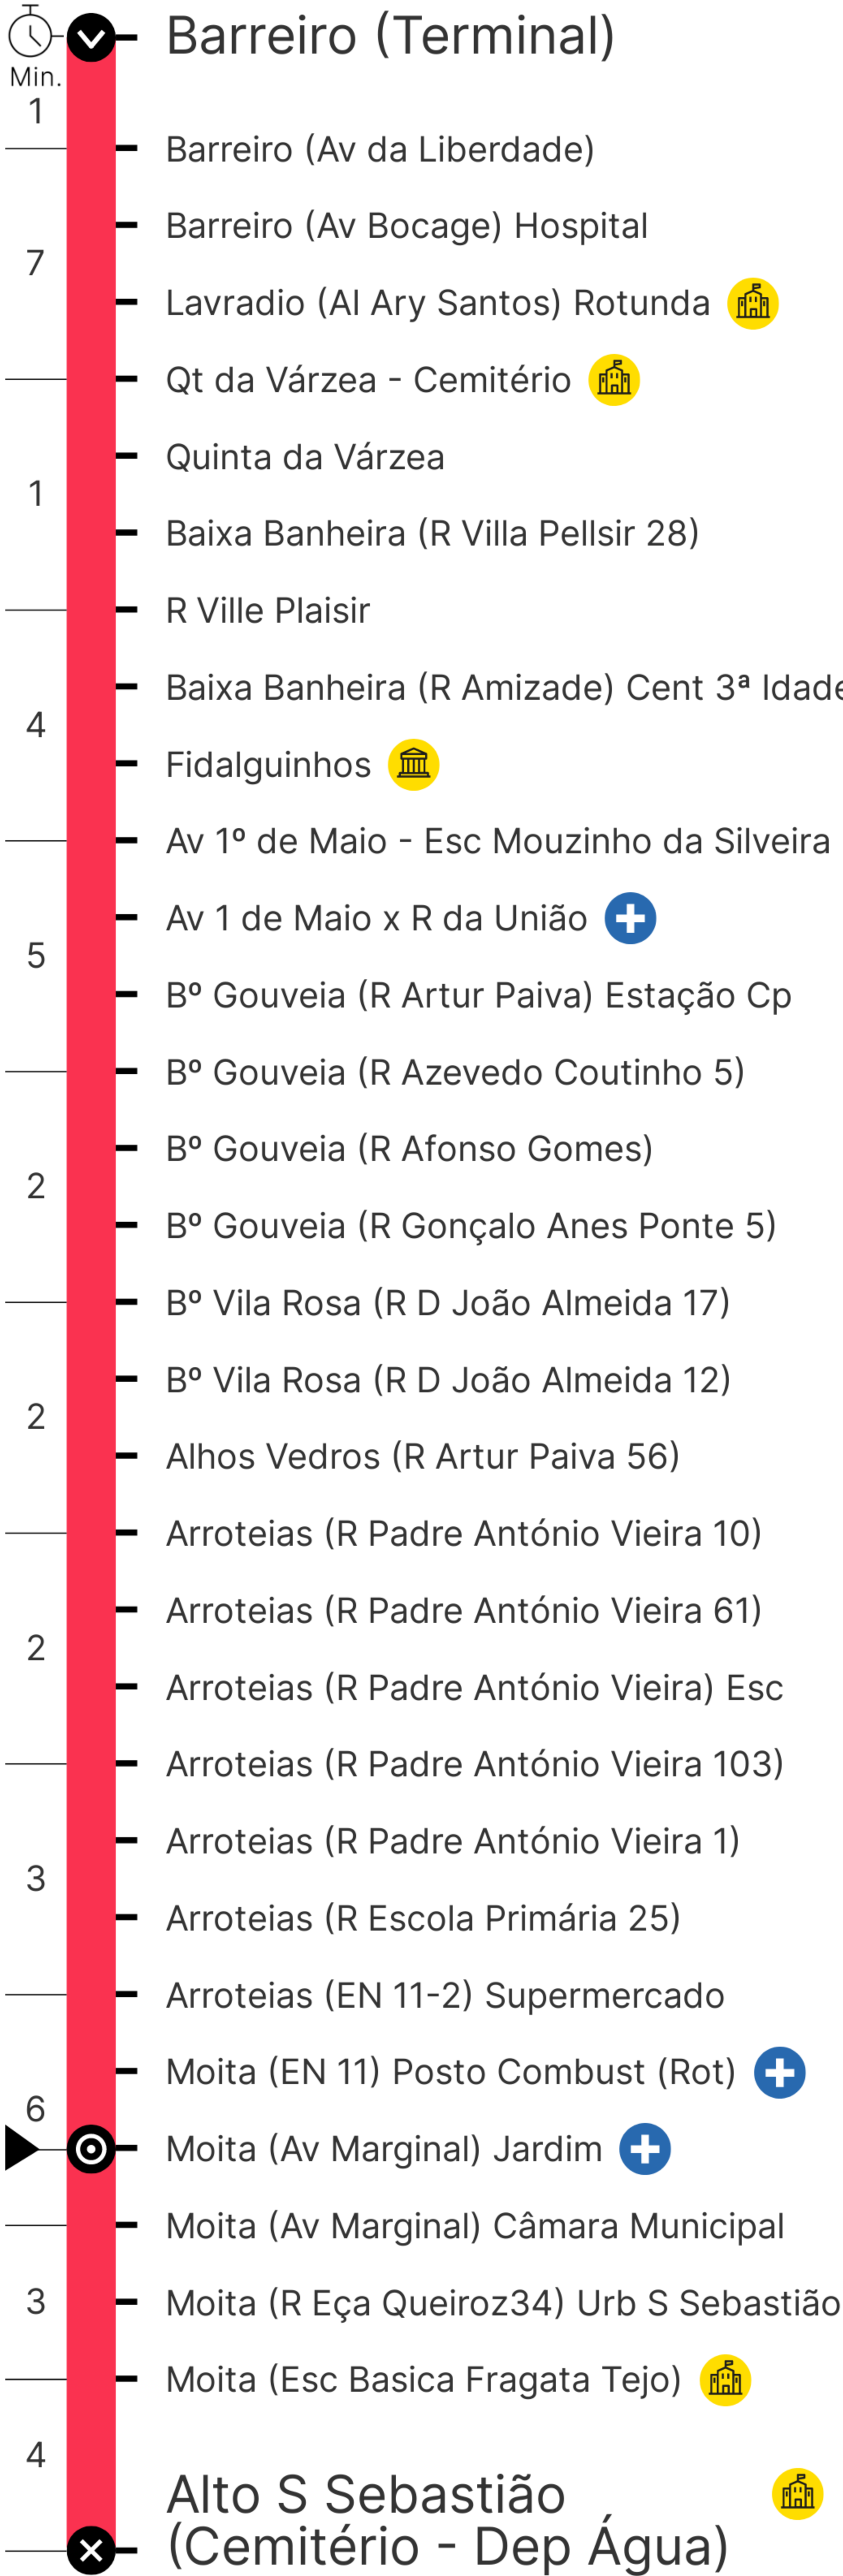 Barreiro (Terminal)
Min.
1
Barreiro (Av da Liberdade)
Barreiro (Av Bocage) Hospital
7
Lavradio (Al Ary Santos) Rotunda
Qt da Várzea - Cemitério
Quinta da Várzea
1
Baixa Banheira (R Villa Pellsir 28)
R Ville Plaisir
Baixa Banheira (R Amizade) Cent 3ª Idade
4
Fidalguinhos
Av 1º de Maio - Esc Mouzinho da Silveira
Av 1 de Maio x R da União
5
Bº Gouveia (R Artur Paiva) Estação Cp
Bº Gouveia (R Azevedo Coutinho 5)
Bº Gouveia (R Afonso Gomes)
2
Bº Gouveia (R Gonçalo Anes Ponte 5)
Bº Vila Rosa (R D João Almeida 17)
Bº Vila Rosa (R D João Almeida 12)
2
Alhos Vedros (R Artur Paiva 56)
Arroteias (R Padre António Vieira 10)
Arroteias (R Padre António Vieira 61)
2
Arroteias (R Padre António Vieira) Esc
Arroteias (R Padre António Vieira 103)
Arroteias (R Padre António Vieira 1)
3
Arroteias (R Escola Primária 25)
Arroteias (EN 11-2) Supermercado
Moita (EN 11) Posto Combust (Rot)
6
Moita (Av Marginal) Jardim
Moita (Av Marginal) Câmara Municipal
3
Moita (R Eça Queiroz34) Urb S Sebastião
Moita (Esc Basica Fragata Tejo)
4
Alto S Sebastião
(Cemitério - Dep Água)